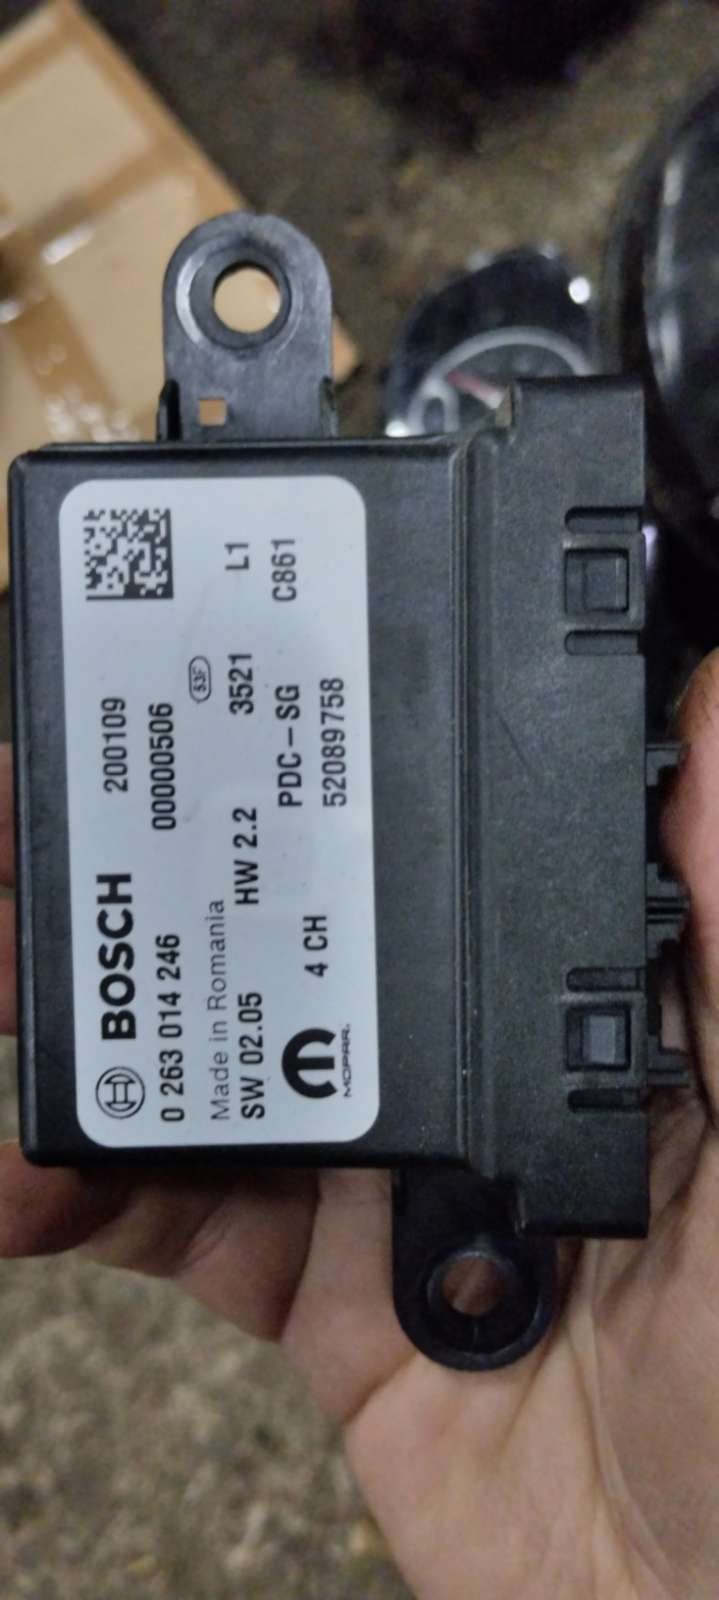 BOSCH 200109
0 263 014 246 00000506
Made in Romania 53F
SW 02.05 HW 2.2 3521 L1
4 CH PDC-SG C861
MOPAR. 52089758